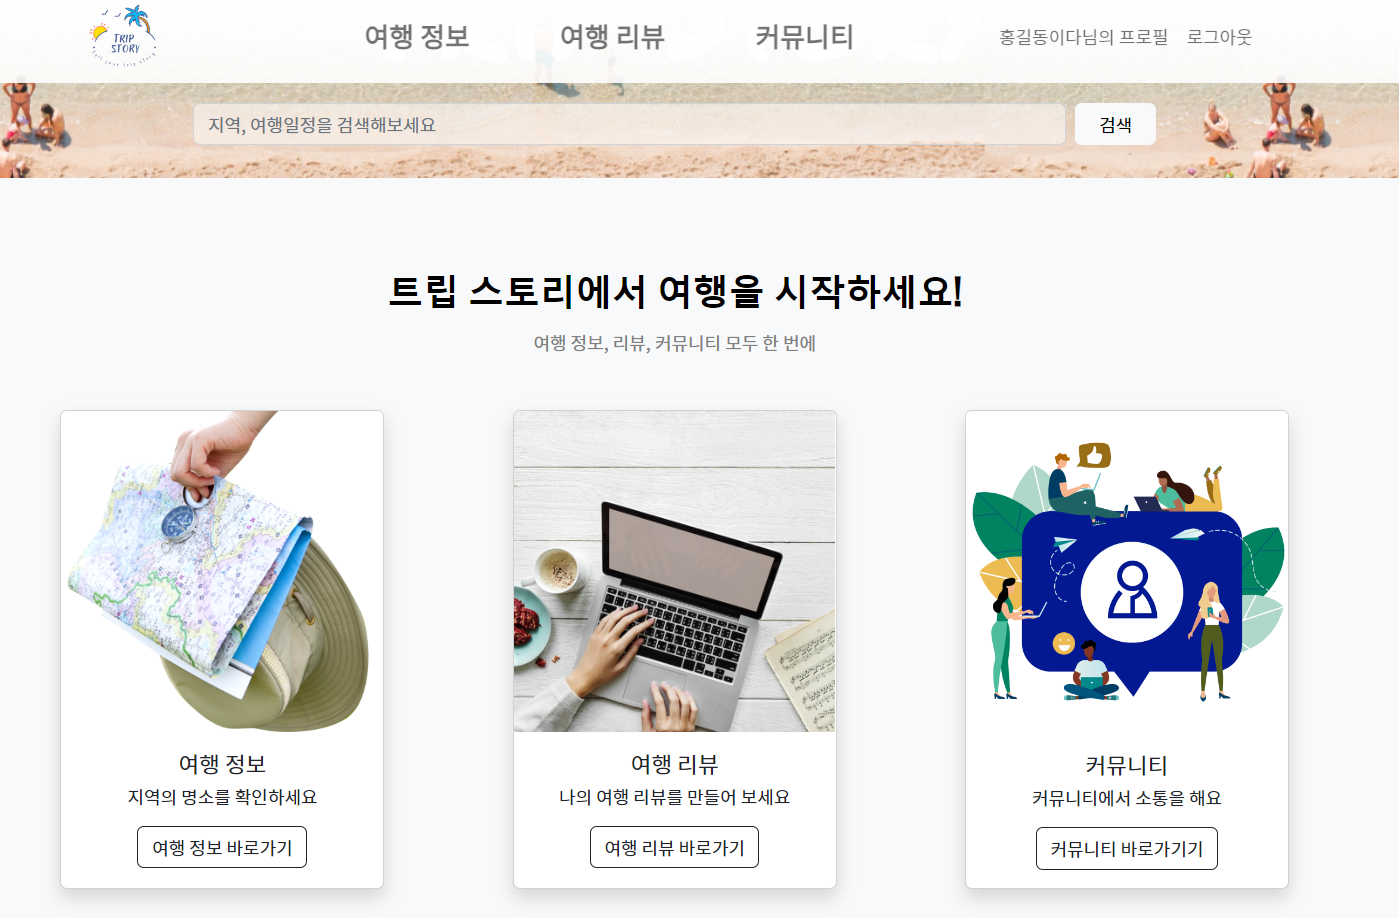 TRIP
STORY
여행 정보
여행 리뷰
커뮤니티
홍길동이다님의 프로필
로그아웃
지역, 여행일정을 검색해보세요
검색
트립 스토리에서 여행을 시작하세요!
여행 정보, 리뷰, 커뮤니티 모두 한 번에
여행 정보
지역의 명소를 확인하세요
여행 정보 바로가기
여행 리뷰
나의 여행 리뷰를 만들어 보세요
여행 리뷰 바로가기
커뮤니티
커뮤니티에서 소통을 해요
커뮤니티 바로가기기